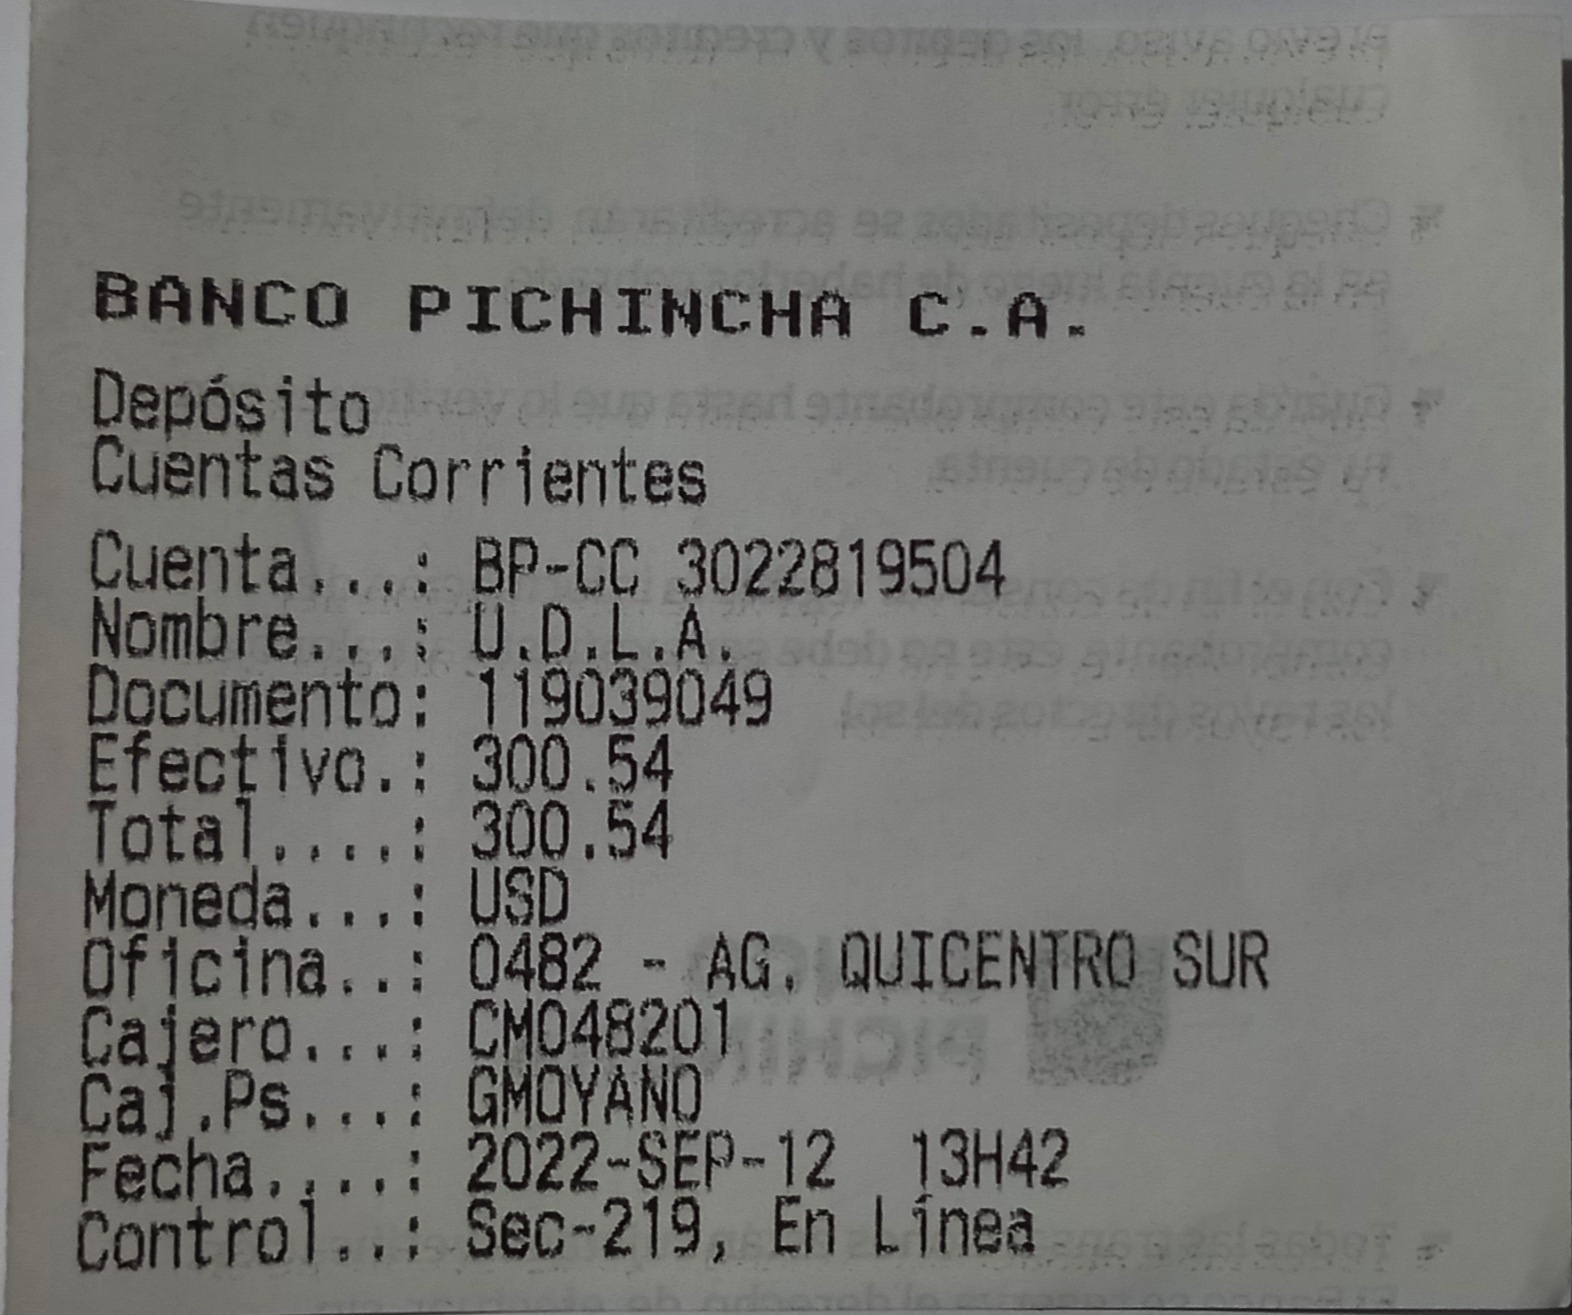 BANCO PICHINCHA C.A.
Depósito
Cuentas Corrientes
Cuenta...: BP-CC 3022819504
Nombre...: U.D.L.A.
Documento: 119039049
Efectivo.: 300.54
Total....: 300.54
Moneda...: USD
Oficina..: 0482 - AG. QUICENTRO SUR
Cajero...: CM048201
Caj.Ps...: GMOYANO
Fecha....: 2022-SEP-12 13H42
Control..: Sec-219, En Línea